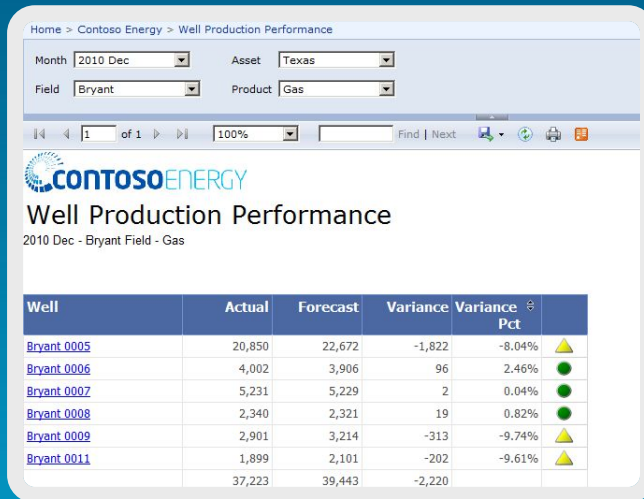 Home > Contoso Energy > Well Production Performance
Month 2010 Dec Asset Texas
Field Bryant Product Gas
1 of 1 100% Find | Next
CONTOSO ENERGY
Well Production Performance
2010 Dec - Bryant Field - Gas
Well Actual Forecast Variance Variance Pct
Bryant 0005 20,850 22,672 -1,822 -8.04%
Bryant 0006 4,002 3,906 96 2.46%
Bryant 0007 5,231 5,229 2 0.04%
Bryant 0008 2,340 2,321 19 0.82%
Bryant 0009 2,901 3,214 -313 -9.74%
Bryant 0011 1,899 2,101 -202 -9.61%
37,223 39,443 -2,220